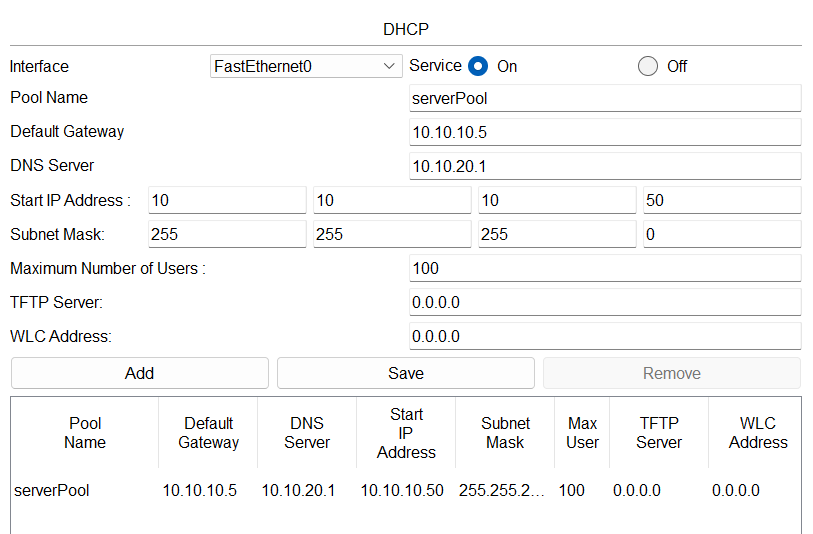 DHCP
Interface FastEthernet0 Service On Off
Pool Name serverPool
Default Gateway 10.10.10.5
DNS Server 10.10.20.1
Start IP Address : 10 10 10 50
Subnet Mask: 255 255 255 0
Maximum Number of Users : 100
TFTP Server: 0.0.0.0
WLC Address: 0.0.0.0
Add Save Remove
Pool Name Default Gateway DNS Server Start IP Address Subnet Mask Max User TFTP Server WLC Address
serverPool 10.10.10.5 10.10.20.1 10.10.10.50 255.255.2... 100 0.0.0.0 0.0.0.0